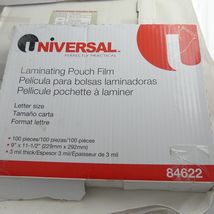 UNIVERSAL
PERFECTLY PRACTICAL
Laminating Pouch Film
Película para bolsas laminadoras
Pellicule pochette à laminer
Letter size
Tamaño carta
Format lettre
• 100 pieces/100 piezas/100 pièces
• 9" x 11-1/2" (229mm x 292mm)
• 3 mil thick/Espesor 3 mil/Épaisseur de 3 mil
84622